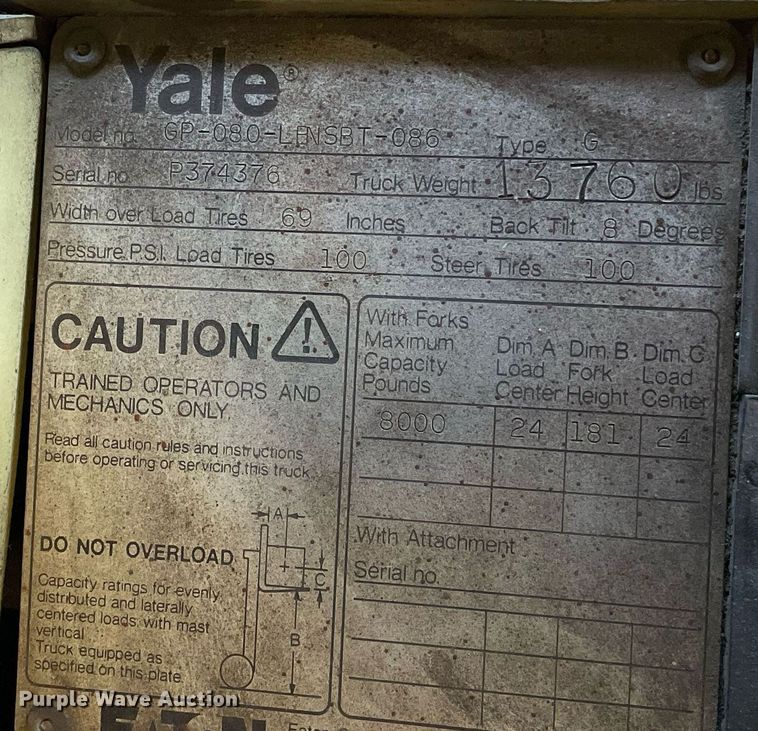 Yale®
Model no. GP-080-LFNSBT-086 Type G
Serial no. P374376 Truck Weight 13760 lbs
Width over Load Tires 69 Inches Back Tilt 8 Degrees
Pressure P.S.I. Load Tires 100 Steer Tires 100
CAUTION
TRAINED OPERATORS AND
MECHANICS ONLY
Read all caution rules and instructions
before operating or servicing this truck.
DO NOT OVERLOAD
Capacity ratings for evenly
distributed and laterally
centered loads with mast
vertical
Truck equipped as
specified on this plate
A
C
B
With Forks
Maximum
Capacity
Pounds
Dim. A
Load
Center
Dim. B
Fork
Height
Dim. C
Load
Center
8000 24 181 24
With Attachment
Serial no.
EATON
Purple Wave Auction